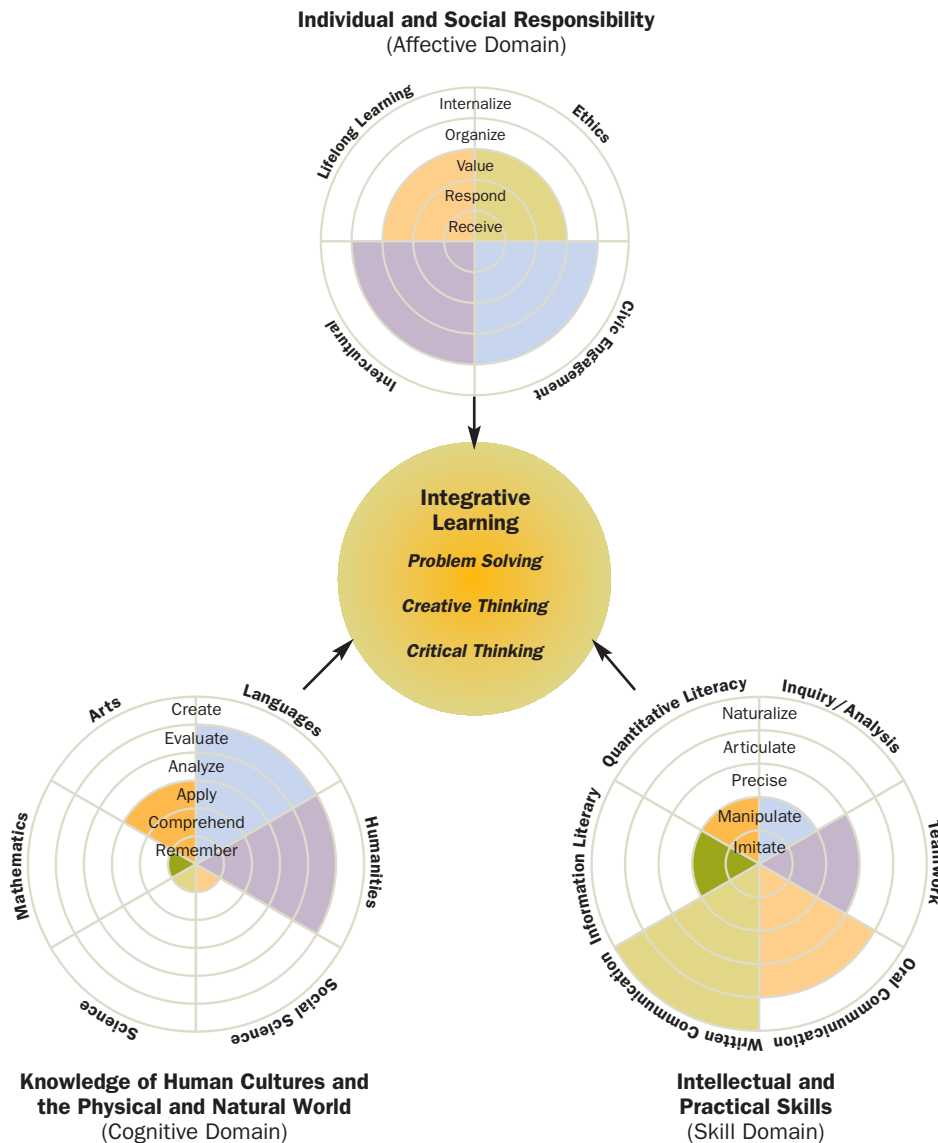 Individual and Social Responsibility
(Affective Domain)
Lifelong Learning
Ethics
Internalize
Organize
Value
Respond
Receive
Intercultural
Civic Engagement
Integrative
Learning
Problem Solving
Creative Thinking
Critical Thinking
Arts
Languages
Create
Evaluate
Analyze
Apply
Comprehend
Remember
Mathematics
Humanities
Science
Social Science
Knowledge of Human Cultures and
the Physical and Natural World
(Cognitive Domain)
Quantitative Literacy
Inquiry/Analysis
Naturalize
Articulate
Precise
Manipulate
Imitate
Information Literary
Teamwork
Written Communication
Oral Communication
Intellectual and
Practical Skills
(Skill Domain)